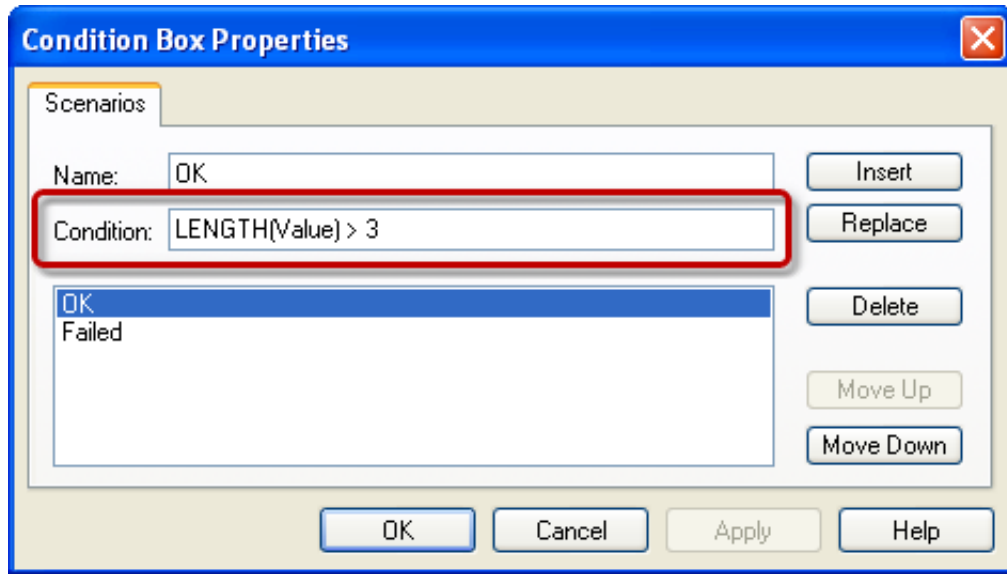 Condition Box Properties
Scenarios
Name: OK Insert
Condition: LENGTH(Value) > 3 Replace
OK
Failed
Delete
Move Up
Move Down
OK Cancel Apply Help